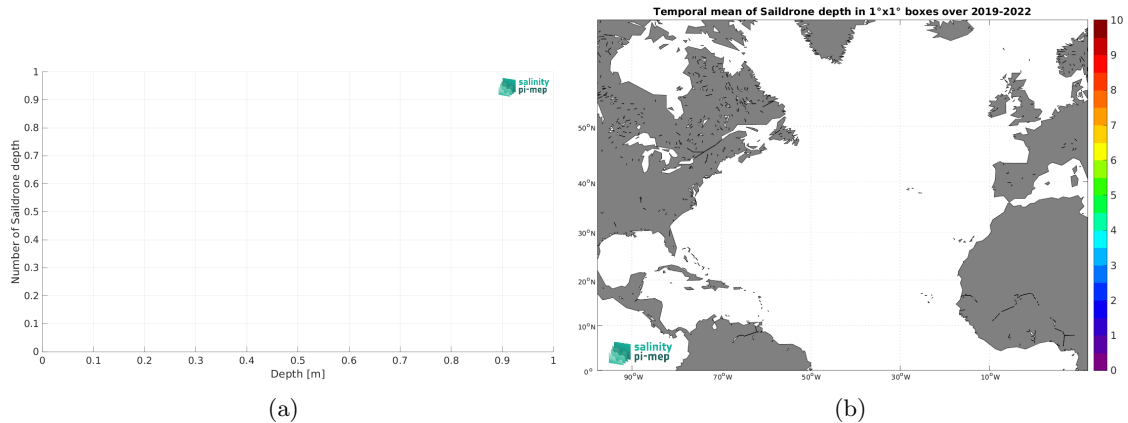 Temporal mean of Saildrone depth in 1°x1° boxes over 2019-2022
1
0.9
0.8
0.7
0.6
0.5
0.4
0.3
0.2
0.1
0
Number of Saildrone depth
0
0.1
0.2
0.3
0.4
0.5
0.6
0.7
0.8
0.9
1
Depth [m]
salinity
pi-mep
50°N
40°N
30°N
20°N
10°N
0°
90°W
70°W
50°W
30°W
10°W
salinity
pi-mep
10
9
8
7
6
5
4
3
2
1
0
(a)
(b)